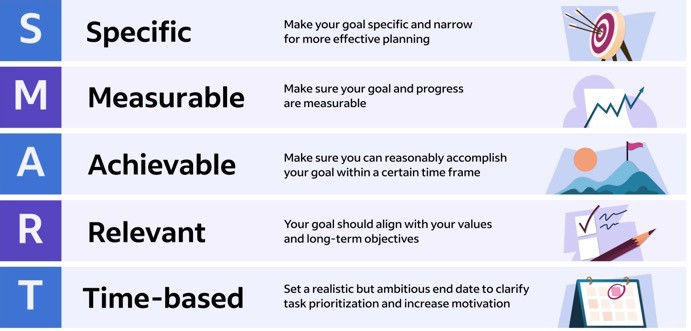 S
Specific
Make your goal specific and narrow
for more effective planning
M
Measurable
Make sure your goal and progress
are measurable
A
Achievable
Make sure you can reasonably accomplish
your goal within a certain time frame
R
Relevant
Your goal should align with your values
and long-term objectives
T
Time-based
Set a realistic but ambitious end date to clarify
task prioritization and increase motivation